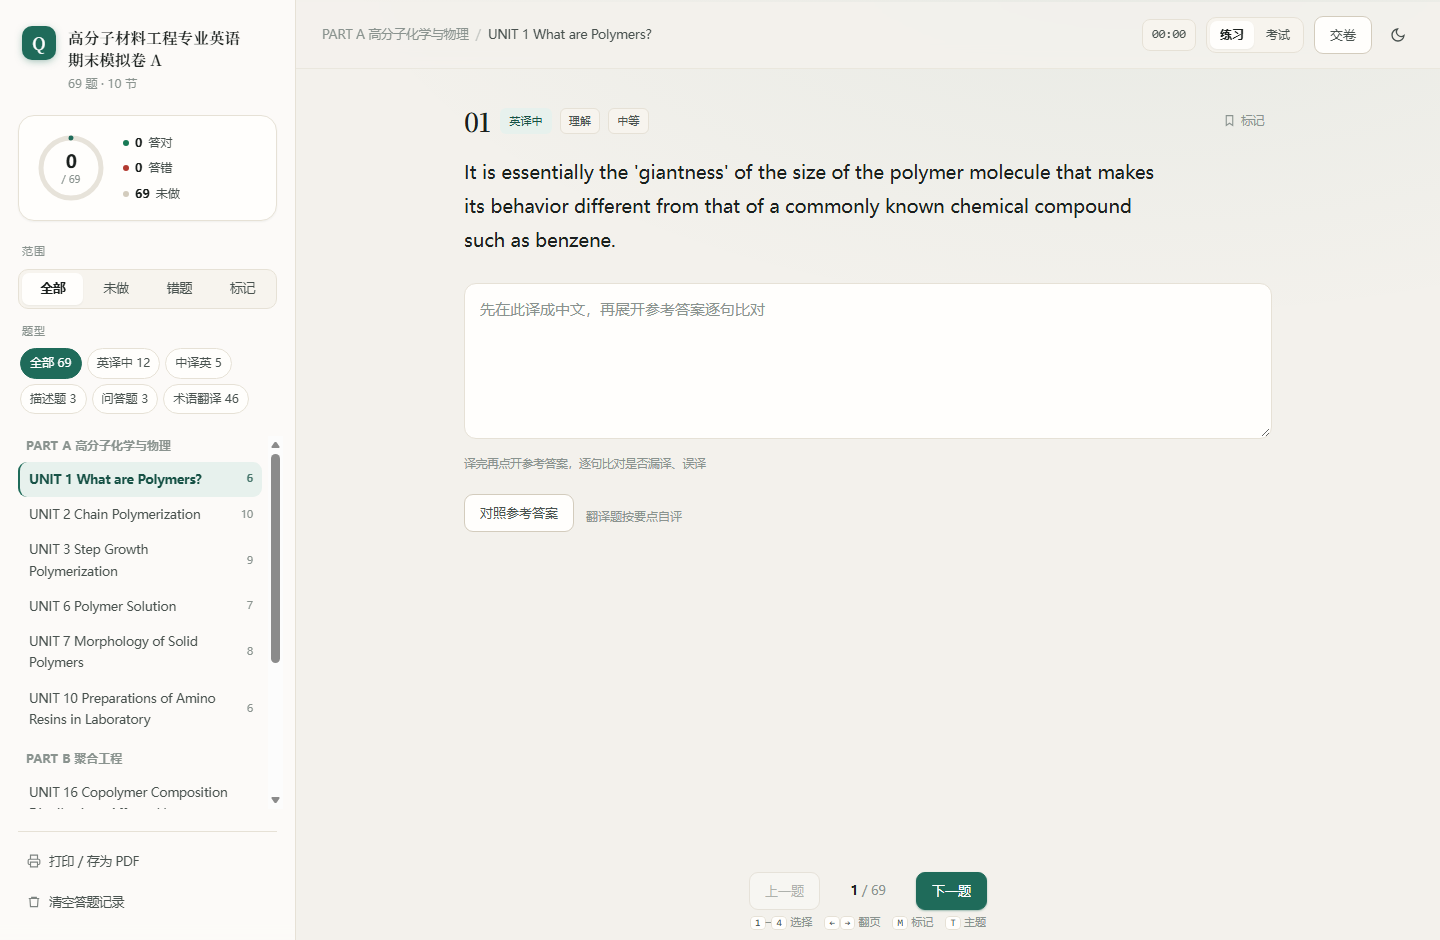 Q
高分子材料工程专业英语
期末模拟卷 A
69 题 · 10 节
0
/ 69
0 答对
0 答错
69 未做
范围
全部 未做 错题 标记
题型
全部 69 英译中 12 中译英 5
描述题 3 问答题 3 术语翻译 46
PART A 高分子化学与物理
UNIT 1 What are Polymers? 6
UNIT 2 Chain Polymerization 10
UNIT 3 Step Growth
Polymerization 9
UNIT 6 Polymer Solution 7
UNIT 7 Morphology of Solid
Polymers 8
UNIT 10 Preparations of Amino
Resins in Laboratory 6
PART B 聚合工程
UNIT 16 Copolymer Composition
打印 / 存为 PDF
清空答题记录
PART A 高分子化学与物理 / UNIT 1 What are Polymers?
00:00 练习 考试 交卷
01 英译中 理解 中等 标记
It is essentially the 'giantness' of the size of the polymer molecule that makes
its behavior different from that of a commonly known chemical compound
such as benzene.
先在此译成中文，再展开参考答案逐句比对
译完再点开参考答案，逐句比对是否漏译、误译
对照参考答案 翻译题按要点自评
上一题 1 / 69 下一题
1 – 4 选择 ← → 翻页 M 标记 T 主题